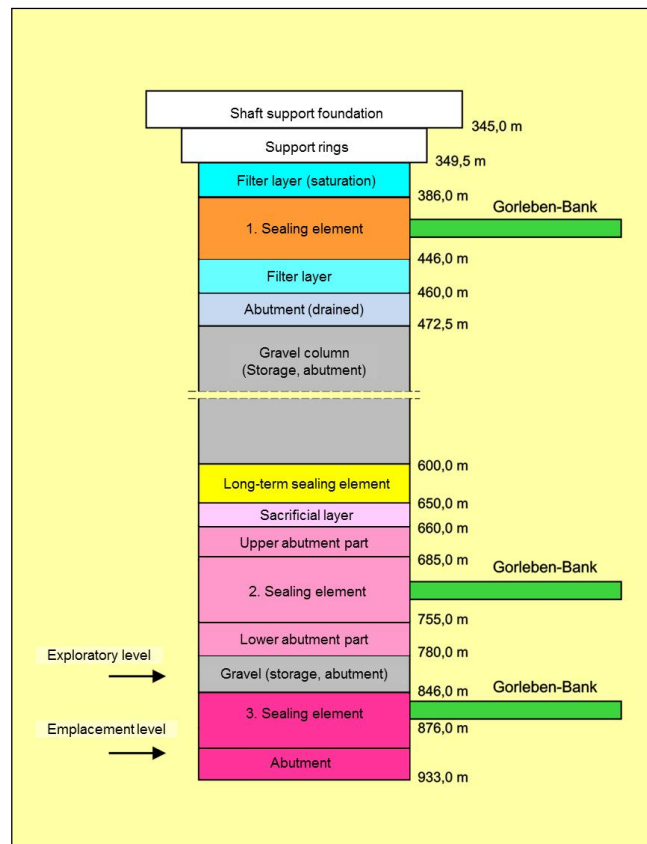 Shaft support foundation
345,0 m
Support rings
349,5 m
Filter layer (saturation)
386,0 m
Gorleben-Bank
1. Sealing element
446,0 m
Filter layer
460,0 m
Abutment (drained)
472,5 m
Gravel column
(Storage, abutment)
600,0 m
Long-term sealing element
650,0 m
Sacrificial layer
660,0 m
Upper abutment part
685,0 m
Gorleben-Bank
2. Sealing element
755,0 m
Lower abutment part
Exploratory level
780,0 m
Gravel (storage, abutment)
846,0 m
Gorleben-Bank
3. Sealing element
876,0 m
Emplacement level
Abutment
933,0 m